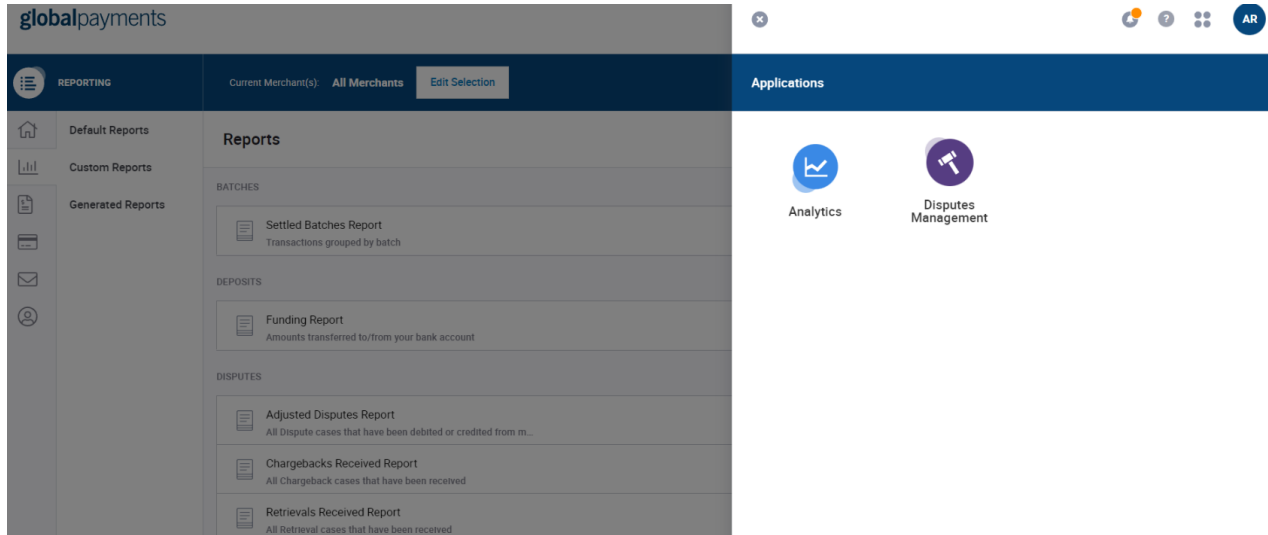 globalpayments
AR
REPORTING
Current Merchant(s): All Merchants
Edit Selection
Applications
Default Reports
Custom Reports
Generated Reports
Reports
BATCHES
Settled Batches Report
Transactions grouped by batch
DEPOSITS
Funding Report
Amounts transferred to/from your bank account
DISPUTES
Adjusted Disputes Report
All Dispute cases that have been debited or credited from m...
Chargebacks Received Report
All Chargeback cases that have been received
Retrievals Received Report
All Retrieval cases that have been received
Analytics
Disputes
Management